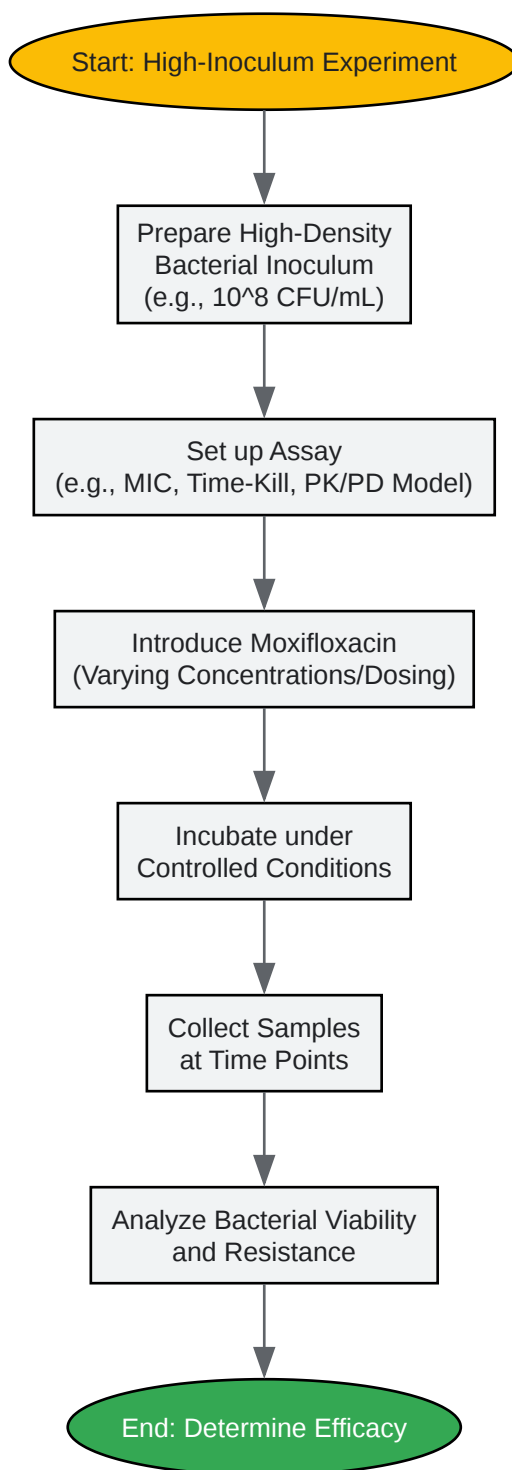 Start: High-Inoculum Experiment
Prepare High-Density
Bacterial Inoculum
(e.g., 10^8 CFU/mL)
Set up Assay
(e.g., MIC, Time-Kill, PK/PD Model)
Introduce Moxifloxacin
(Varying Concentrations/Dosing)
Incubate under
Controlled Conditions
Collect Samples
at Time Points
Analyze Bacterial Viability
and Resistance
End: Determine Efficacy